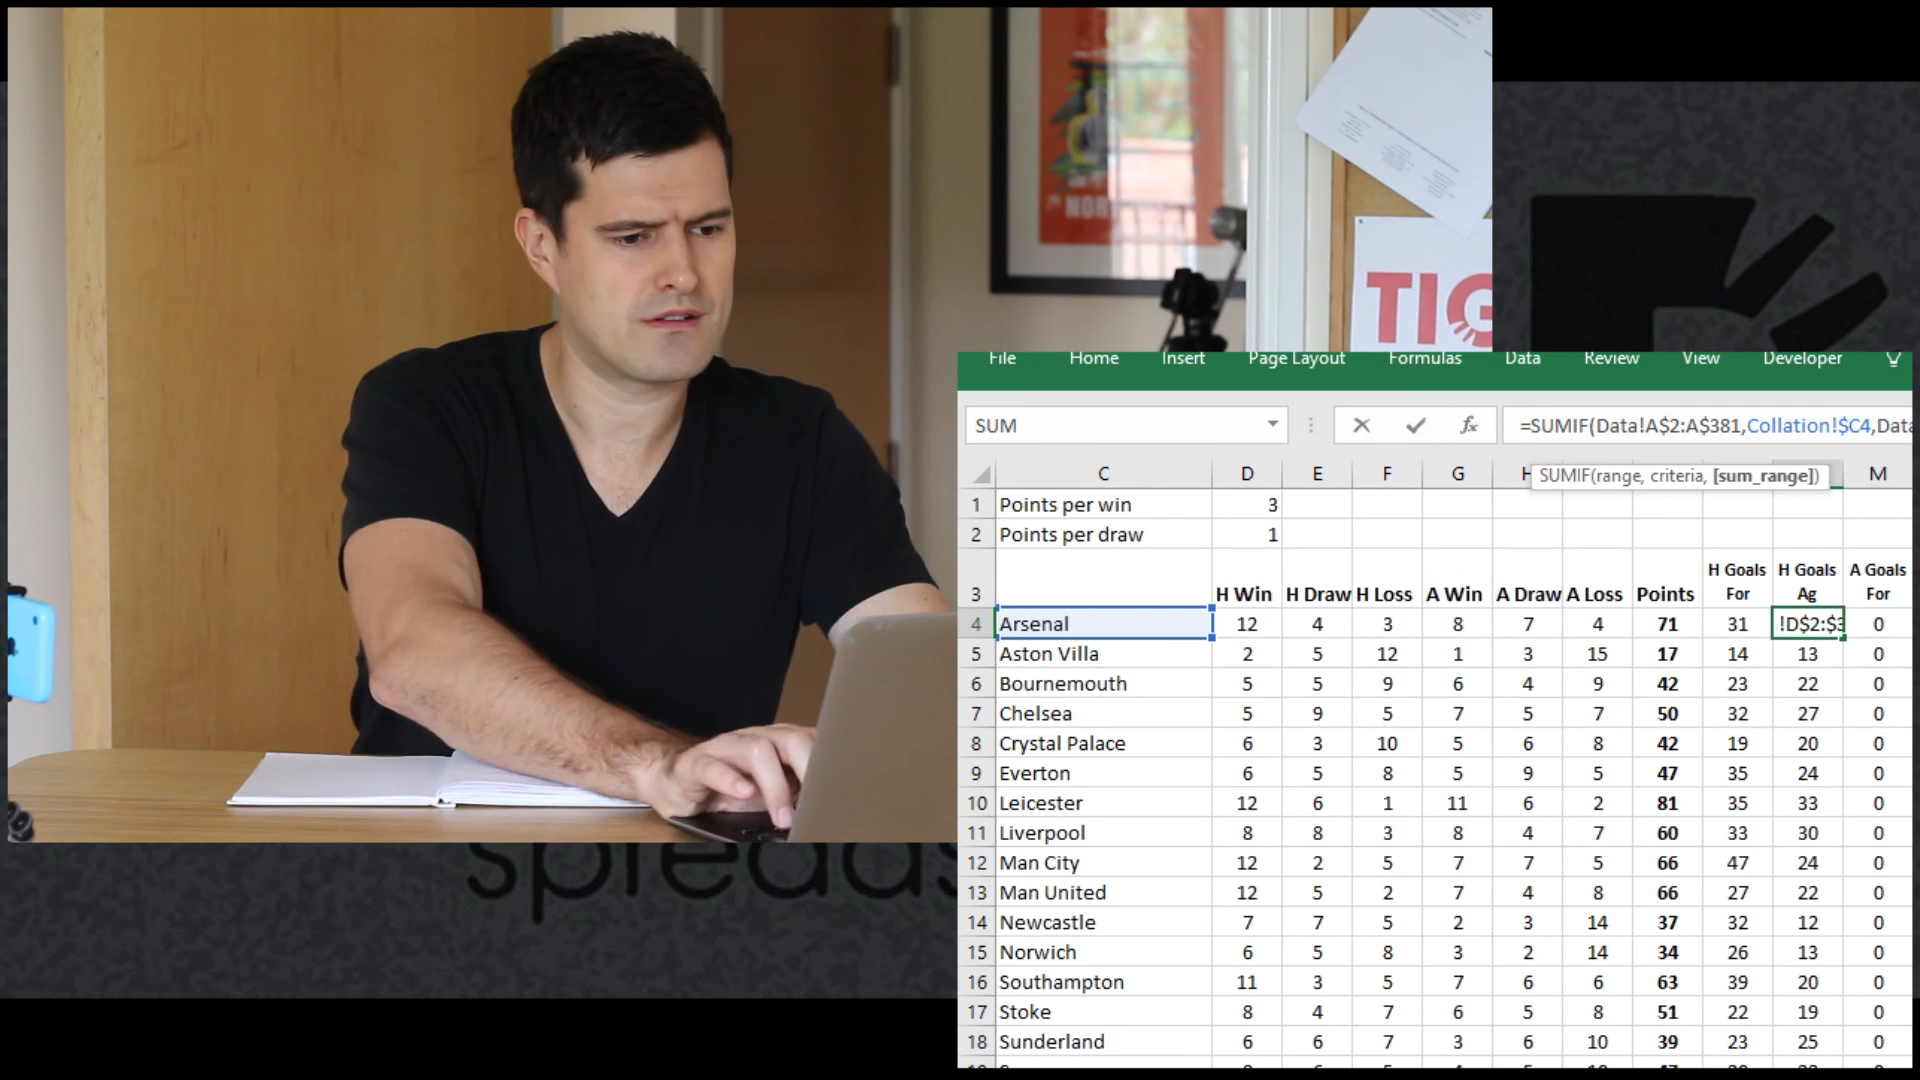 NOR
TIG
File Home Insert Page Layout Formulas Data Review View Developer
SUM fx =SUMIF(Data!A$2:A$381,Collation!$C4,Data
SUMIF(range, criteria, [sum_range])
C D E F G H M
1 Points per win 3
2 Points per draw 1
3 H Win H Draw H Loss A Win A Draw A Loss Points H Goals For H Goals Ag A Goals For
4 Arsenal 12 4 3 8 7 4 71 31 !D$2:$3 0
5 Aston Villa 2 5 12 1 3 15 17 14 13 0
6 Bournemouth 5 5 9 6 4 9 42 23 22 0
7 Chelsea 5 9 5 7 5 7 50 32 27 0
8 Crystal Palace 6 3 10 5 6 8 42 19 20 0
9 Everton 6 5 8 5 9 5 47 35 24 0
10 Leicester 12 6 1 11 6 2 81 35 33 0
11 Liverpool 8 8 3 8 4 7 60 33 30 0
12 Man City 12 2 5 7 7 5 66 47 24 0
13 Man United 12 5 2 7 4 8 66 27 22 0
14 Newcastle 7 7 5 2 3 14 37 32 12 0
15 Norwich 6 5 8 3 2 14 34 26 13 0
16 Southampton 11 3 5 7 6 6 63 39 20 0
17 Stoke 8 4 7 6 5 8 51 22 19 0
18 Sunderland 6 6 7 3 6 10 39 23 25 0
spreads